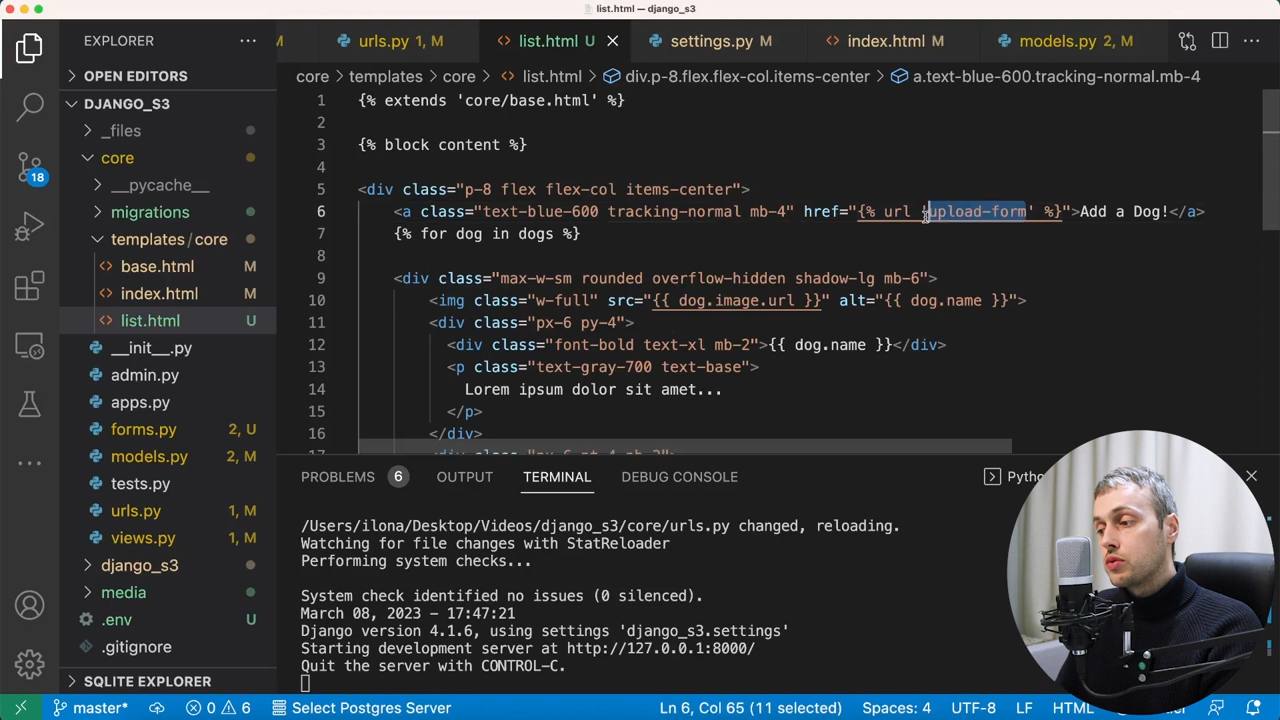 list.html — django_s3
EXPLORER
urls.py 1, M
list.html U
settings.py M
index.html M
models.py 2, M
OPEN EDITORS
core > templates > core > list.html > div.p-8.flex.flex-col.items-center > a.text-blue-600.tracking-normal.mb-4
DJANGO_S3
_files
core
__pycache__
migrations
templates/core
base.html M
index.html M
list.html U
__init__.py
admin.py
apps.py
forms.py 2, U
models.py 2, M
tests.py
urls.py 1, M
views.py 1, M
django_s3
media
.env U
.gitignore
SQLITE EXPLORER
18
1 {% extends 'core/base.html' %}
2
3 {% block content %}
4
5 <div class="p-8 flex flex-col items-center">
6 <a class="text-blue-600 tracking-normal mb-4" href="{% url 'upload-form' %}">Add a Dog!</a>
7 {% for dog in dogs %}
8
9 <div class="max-w-sm rounded overflow-hidden shadow-lg mb-6">
10 <img class="w-full" src="{{ dog.image.url }}" alt="{{ dog.name }}">
11 <div class="px-6 py-4">
12 <div class="font-bold text-xl mb-2">{{ dog.name }}</div>
13 <p class="text-gray-700 text-base">
14 Lorem ipsum dolor sit amet...
15 </p>
16 </div>
PROBLEMS 6 OUTPUT TERMINAL DEBUG CONSOLE
/Users/ilona/Desktop/Videos/django_s3/core/urls.py changed, reloading.
Watching for file changes with StatReloader
Performing system checks...
System check identified no issues (0 silenced).
March 08, 2023 - 17:47:21
Django version 4.1.6, using settings 'django_s3.settings'
Starting development server at http://127.0.0.1:8000/
Quit the server with CONTROL-C.
master* 0 6 Select Postgres Server Ln 6, Col 65 (11 selected) Spaces: 4 UTF-8 LF HTML